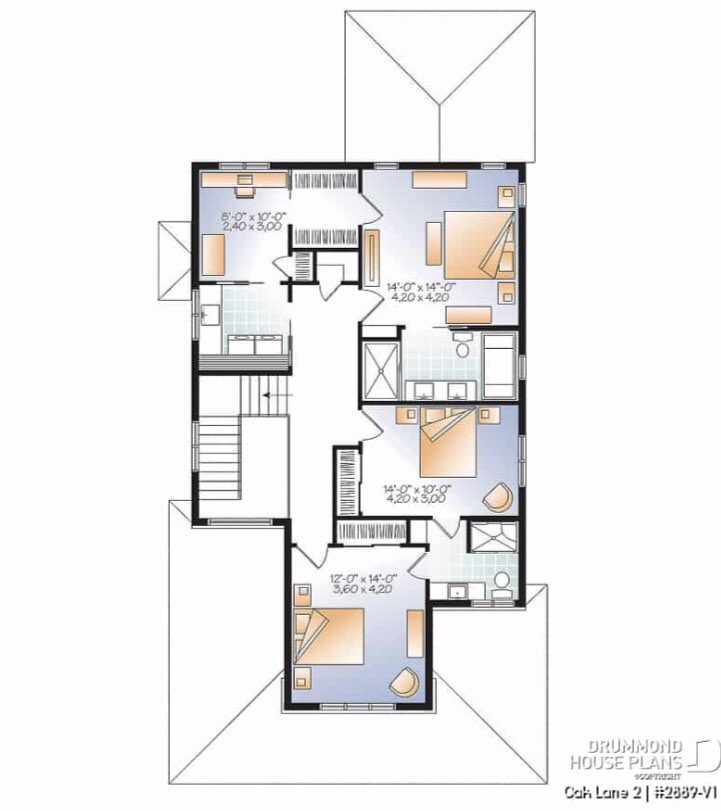 8'-0" x 10'-0"
2,40 x 3,00
14'-0" x 14"-0"
4,20 x 4,20
14'-0" x 10'-0"
4,20 x 3,00
12'-0" x 14'-0"
3,60 x 4,20
DRUMMOND
HOUSE PLANS
©COPYRIGHT
Oak Lane 2 | #2889-V1